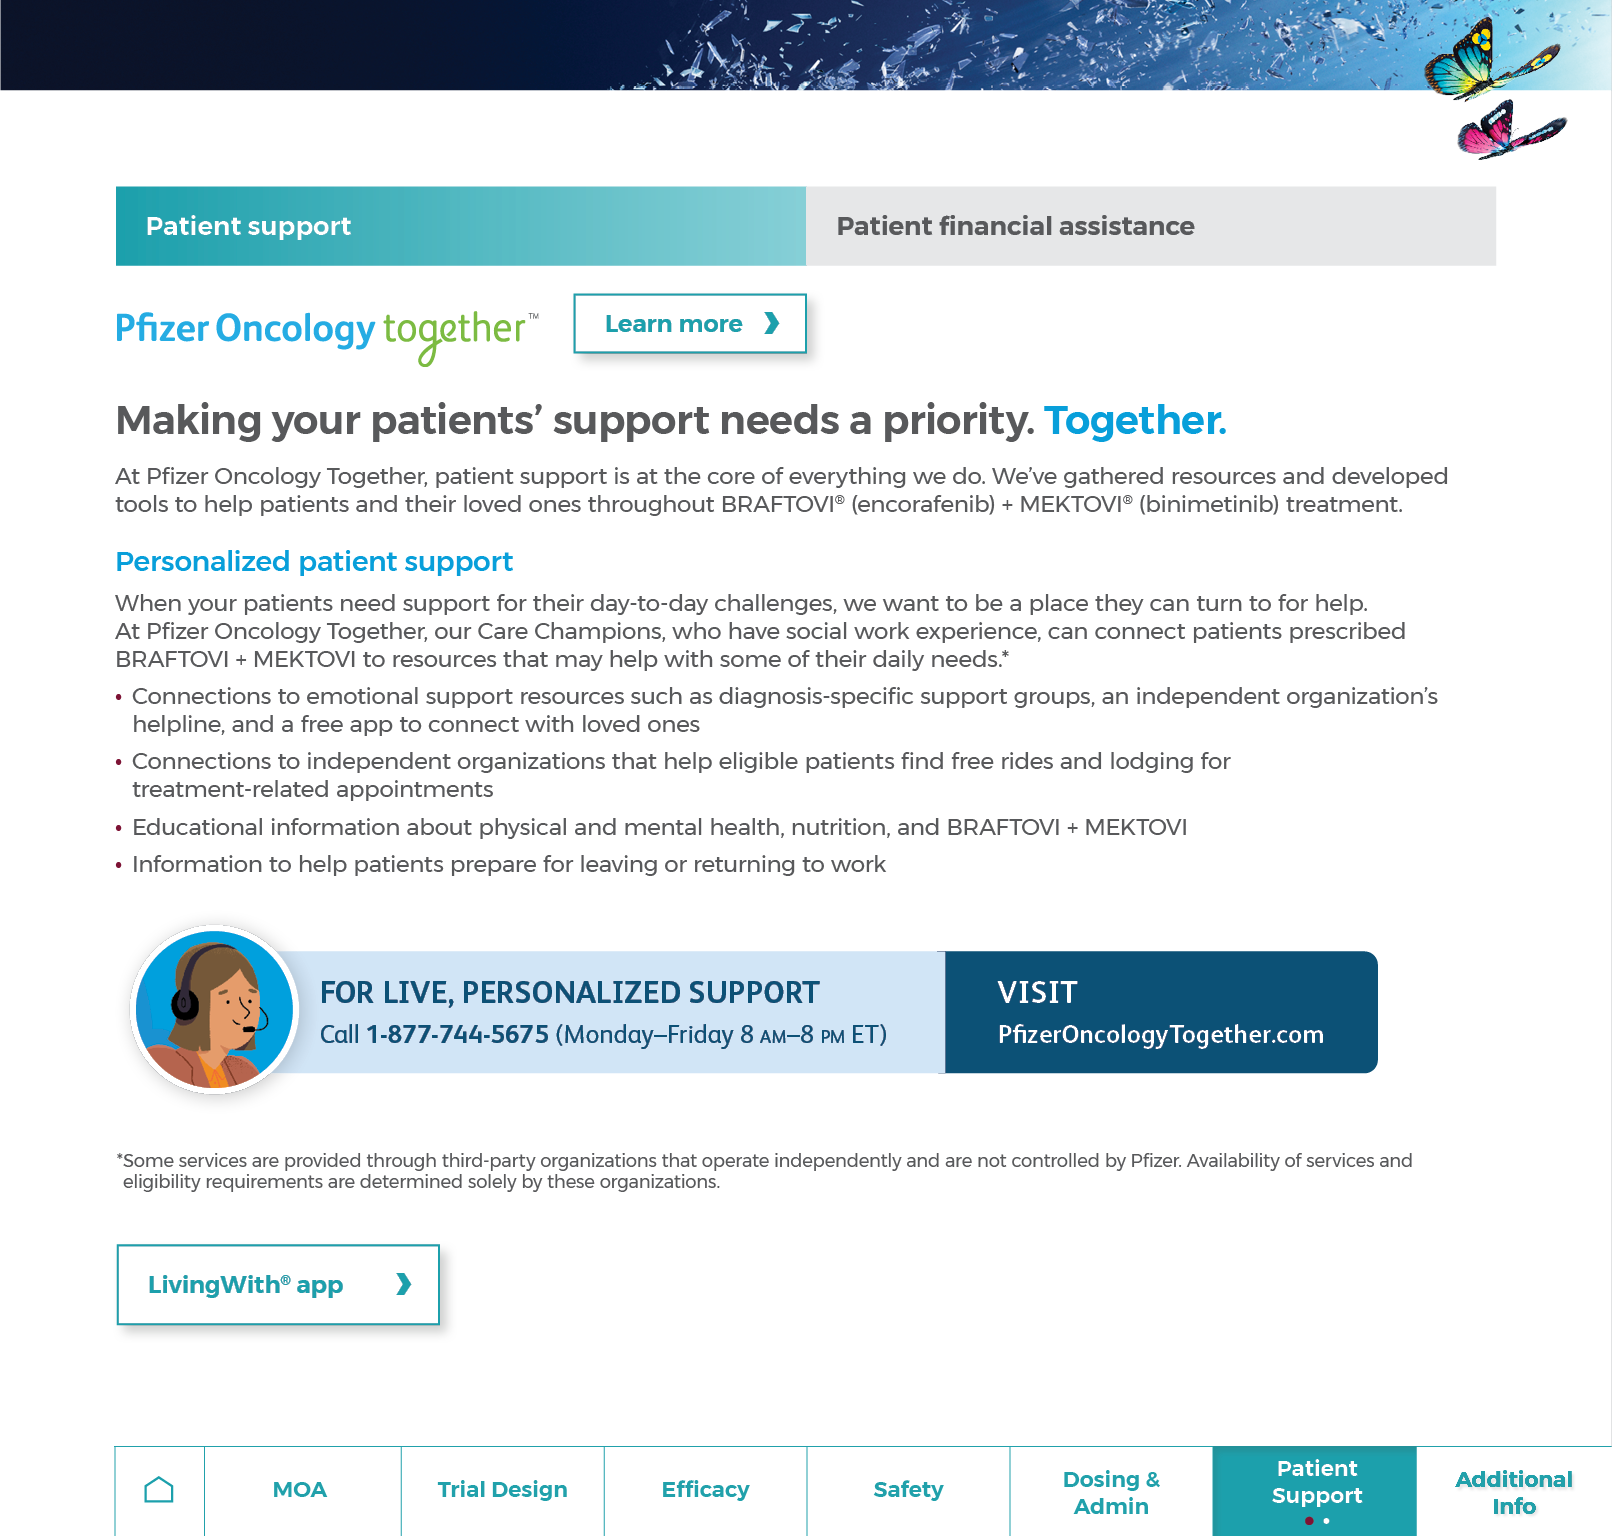 Patient support
Patient financial assistance
Pfizer Oncology together™
Learn more
Making your patients’ support needs a priority. Together.
At Pfizer Oncology Together, patient support is at the core of everything we do. We’ve gathered resources and developed
tools to help patients and their loved ones throughout BRAFTOVI® (encorafenib) + MEKTOVI® (binimetinib) treatment.
Personalized patient support
When your patients need support for their day-to-day challenges, we want to be a place they can turn to for help.
At Pfizer Oncology Together, our Care Champions, who have social work experience, can connect patients prescribed
BRAFTOVI + MEKTOVI to resources that may help with some of their daily needs.*
• Connections to emotional support resources such as diagnosis-specific support groups, an independent organization’s
helpline, and a free app to connect with loved ones
• Connections to independent organizations that help eligible patients find free rides and lodging for
treatment-related appointments
• Educational information about physical and mental health, nutrition, and BRAFTOVI + MEKTOVI
• Information to help patients prepare for leaving or returning to work
FOR LIVE, PERSONALIZED SUPPORT
Call 1-877-744-5675 (Monday–Friday 8 AM–8 PM ET)
VISIT
PfizerOncologyTogether.com
*Some services are provided through third-party organizations that operate independently and are not controlled by Pfizer. Availability of services and
eligibility requirements are determined solely by these organizations.
LivingWith® app
MOA
Trial Design
Efficacy
Safety
Dosing &
Admin
Patient
Support
Additional
Info